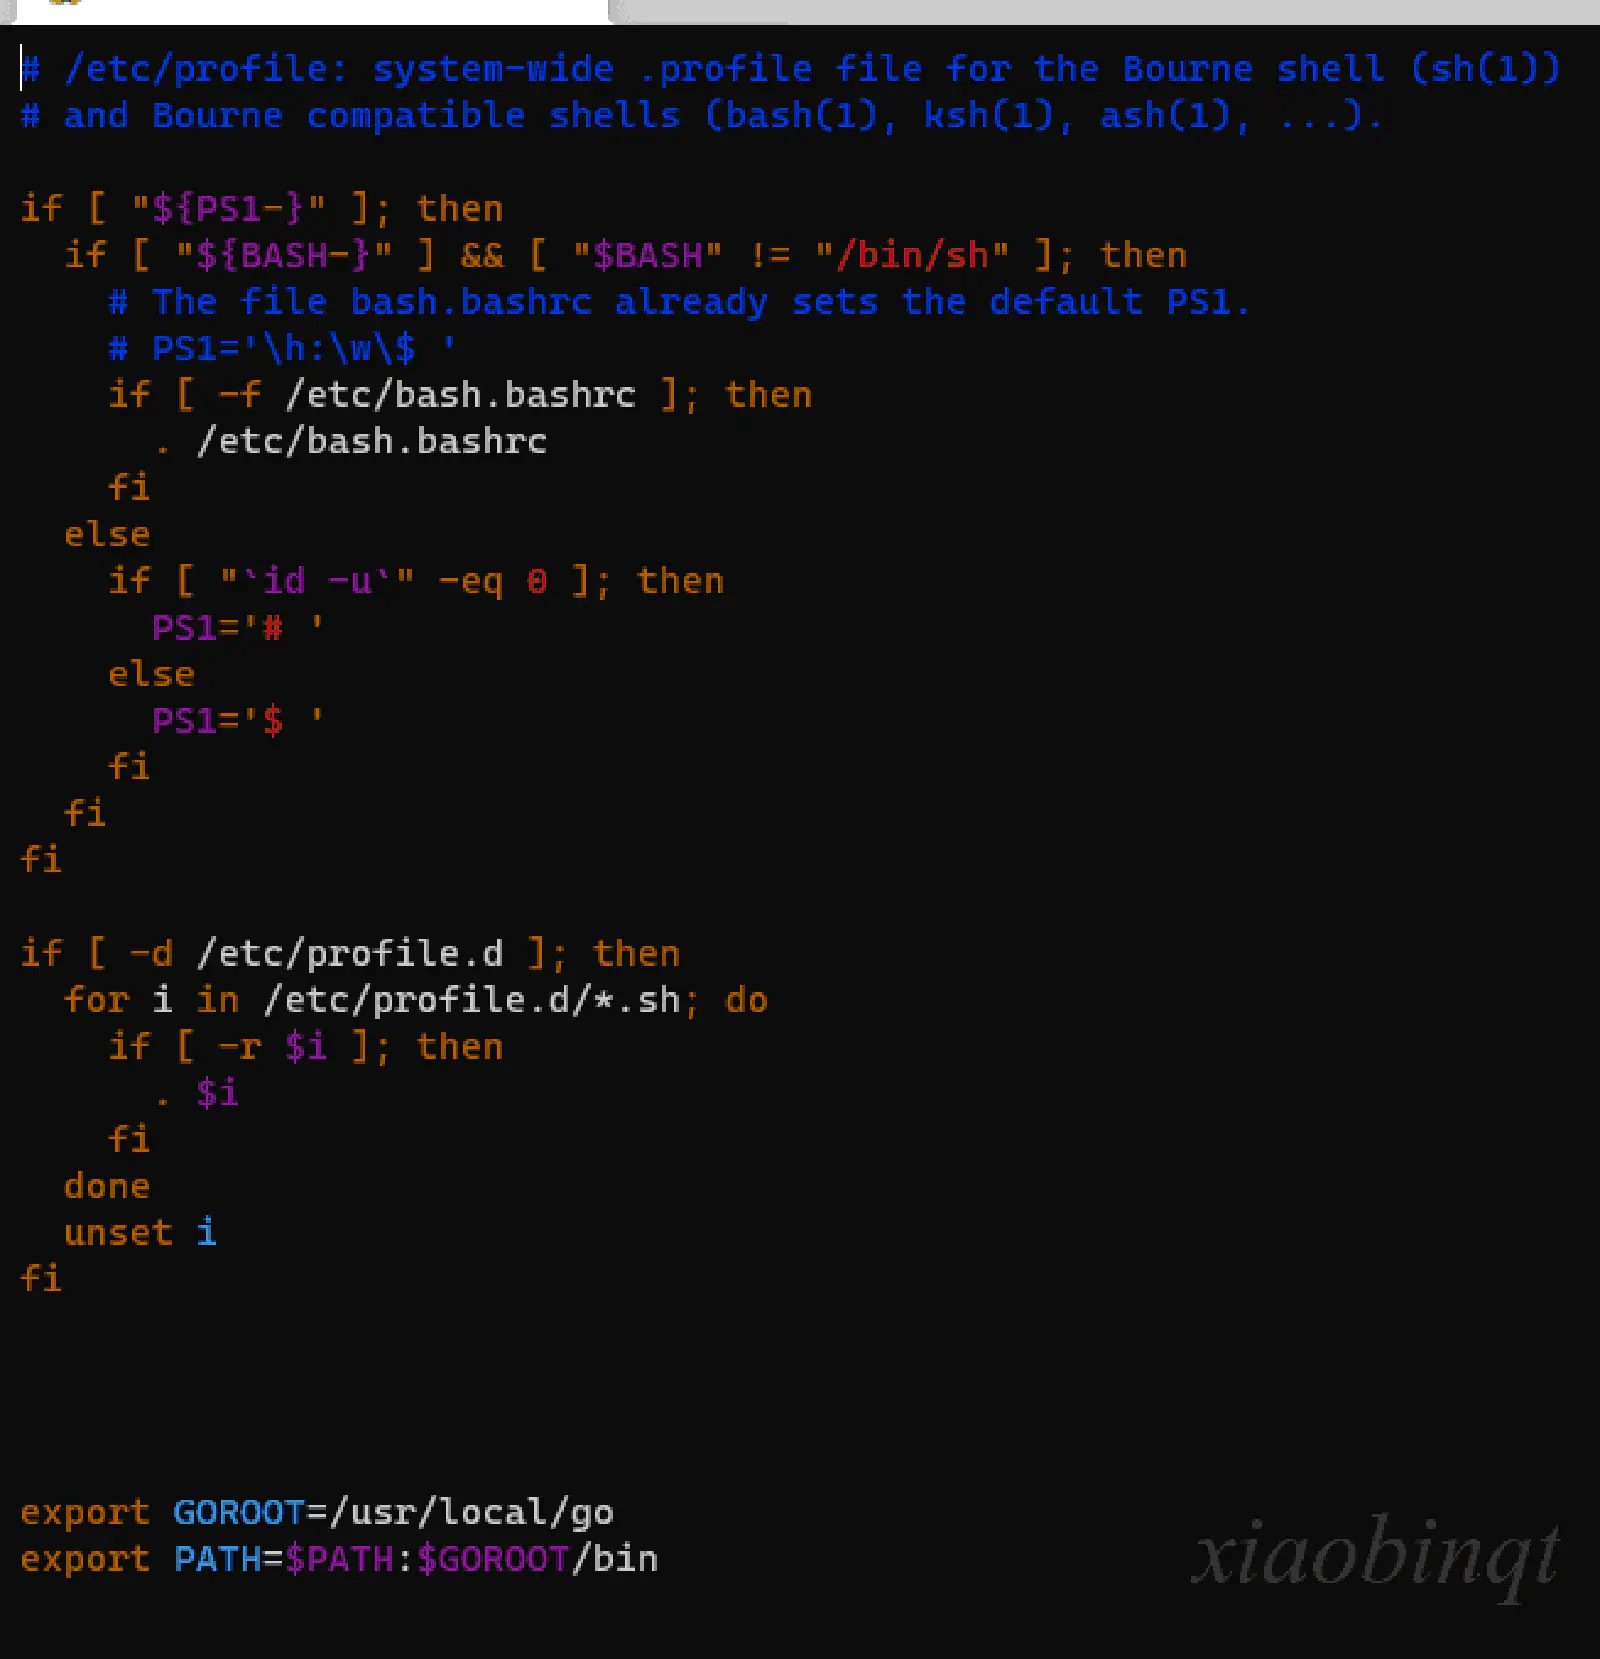 # /etc/profile: system-wide .profile file for the Bourne shell (sh(1))
# and Bourne compatible shells (bash(1), ksh(1), ash(1), ...).

if [ "${PS1-}" ]; then
  if [ "${BASH-}" ] && [ "$BASH" != "/bin/sh" ]; then
    # The file bash.bashrc already sets the default PS1.
    # PS1='\h:\w\$ '
    if [ -f /etc/bash.bashrc ]; then
      . /etc/bash.bashrc
    fi
  else
    if [ "`id -u`" -eq 0 ]; then
      PS1='# '
    else
      PS1='$ '
    fi
  fi
fi

if [ -d /etc/profile.d ]; then
  for i in /etc/profile.d/*.sh; do
    if [ -r $i ]; then
      . $i
    fi
  done
  unset i
fi

export GOROOT=/usr/local/go
export PATH=$PATH:$GOROOT/bin
xiaobinqt